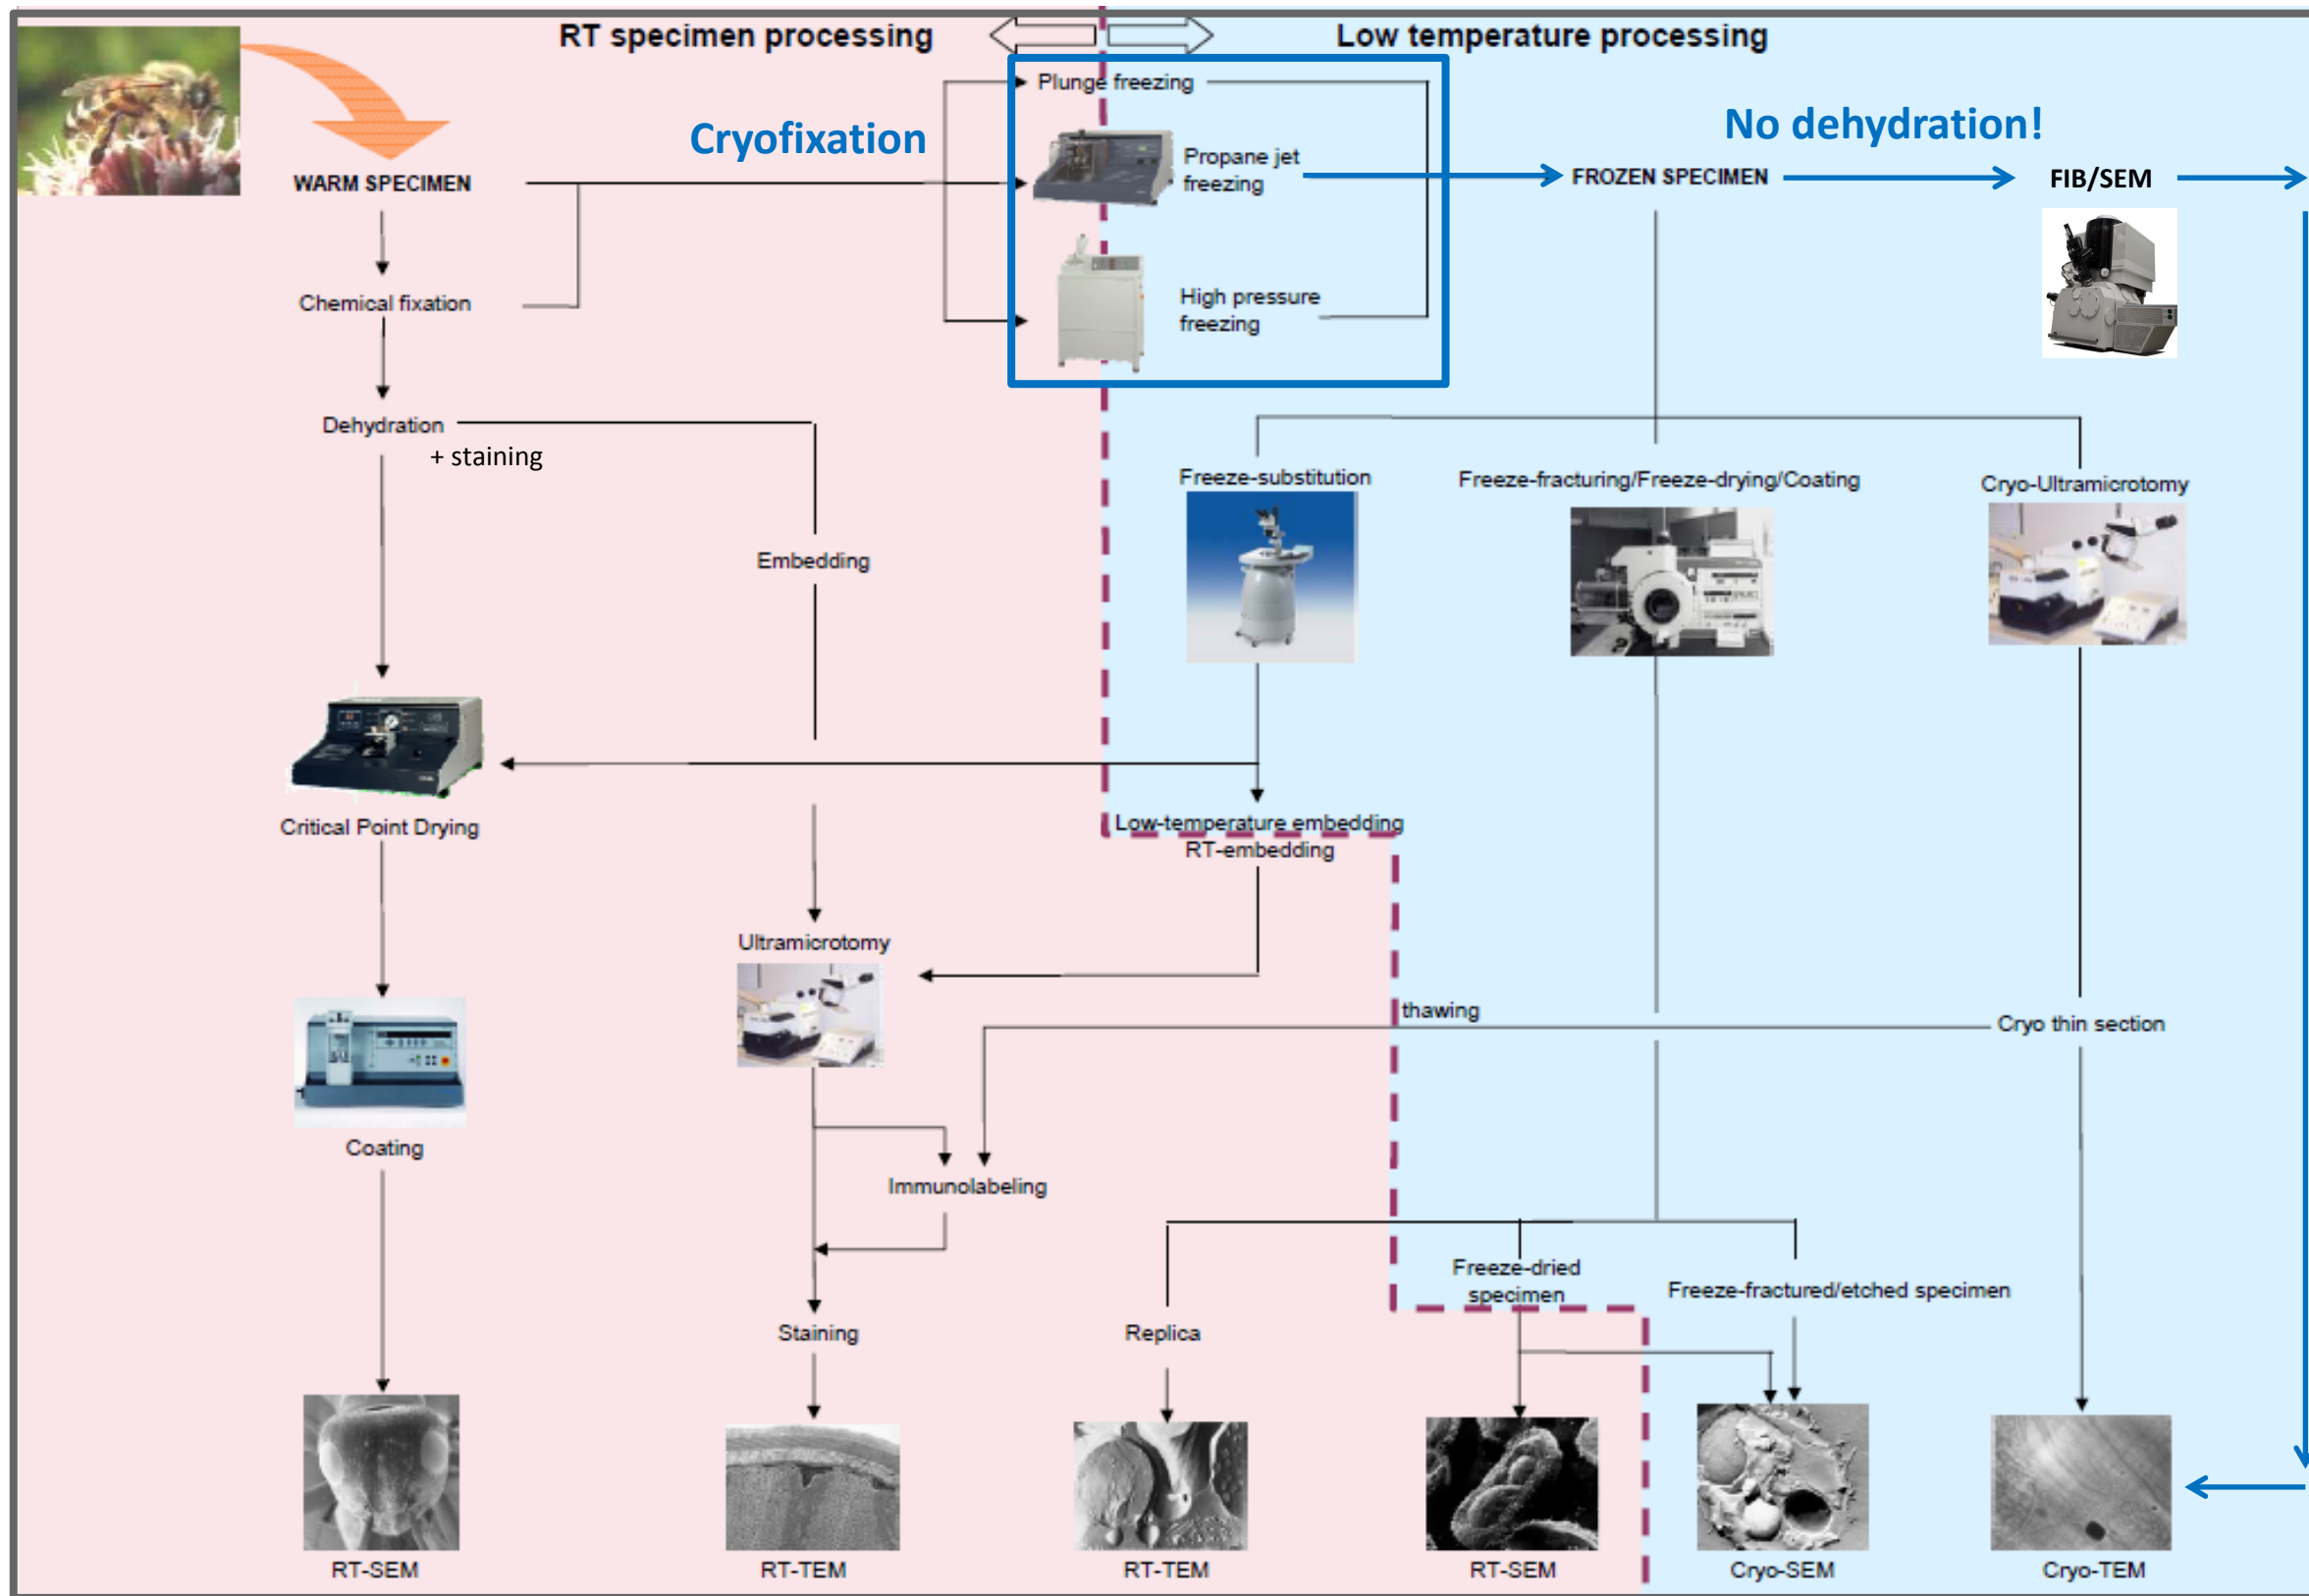 RT specimen processing
Low temperature processing
Plunge freezing
Cryofixation
No dehydration!
Propane jet
freezing
WARM SPECIMEN
FROZEN SPECIMEN
FIB/SEM
Chemical fixation
High pressure
freezing
Dehydration
+ staining
Freeze-substitution
Freeze-fracturing/Freeze-drying/Coating
Cryo-Ultramicrotomy
Embedding
Critical Point Drying
Low-temperature embedding
RT-embedding
Ultramicrotomy
thawing
Cryo thin section
Coating
Immunolabeling
Freeze-dried
specimen
Freeze-fractured/etched specimen
Staining
Replica
RT-SEM
RT-TEM
RT-TEM
RT-SEM
Cryo-SEM
Cryo-TEM